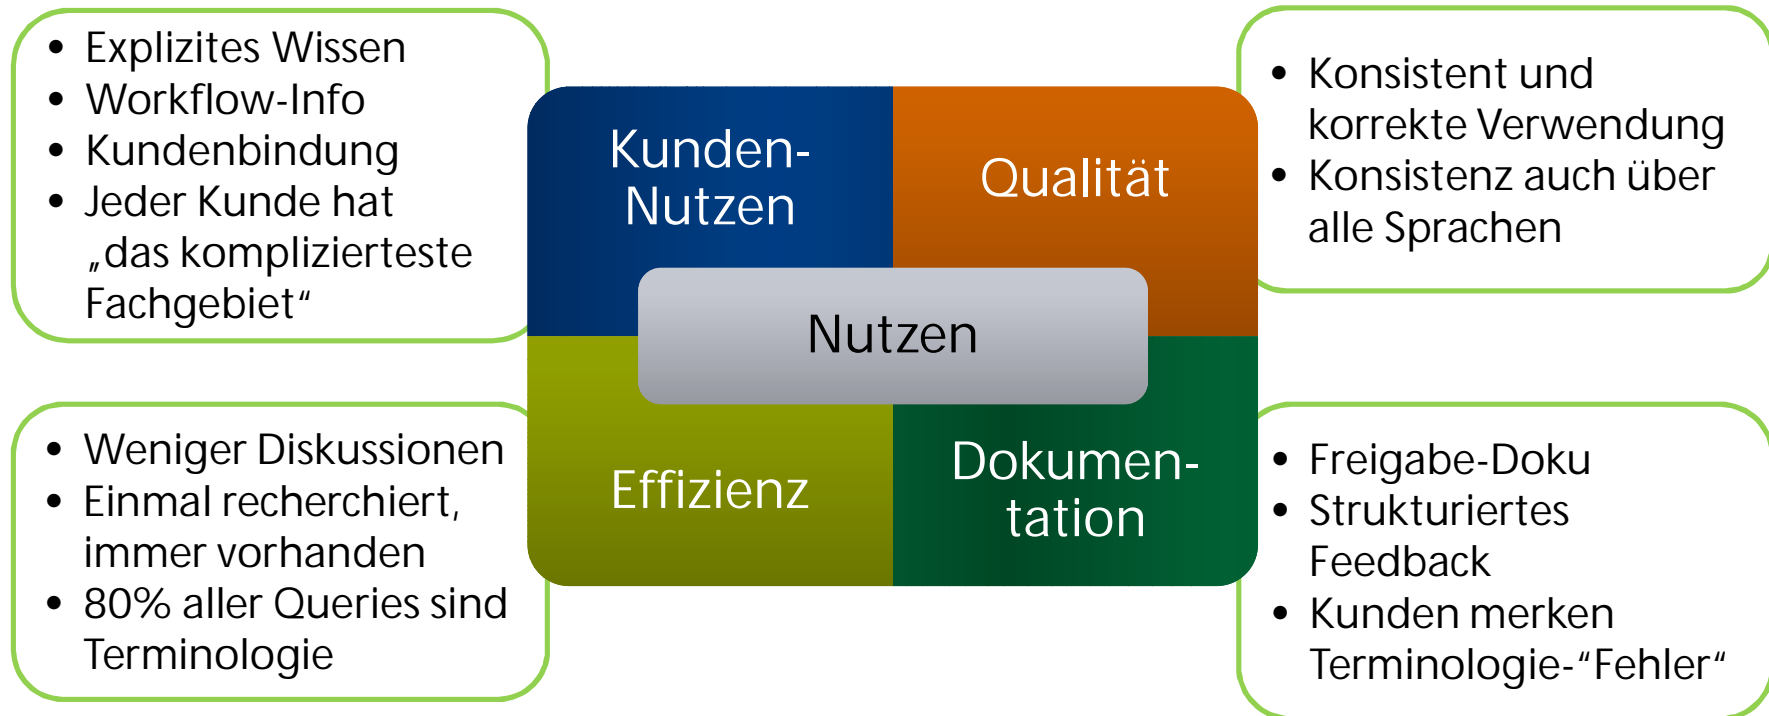 • Explizites Wissen
• Workflow-Info
• Kundenbindung
• Jeder Kunde hat
„das komplizierteste
Fachgebiet“
Kunden-
Nutzen
Qualität
• Konsistent und
korrekte Verwendung
• Konsistenz auch über
alle Sprachen
Nutzen
• Weniger Diskussionen
• Einmal recherchiert,
immer vorhanden
• 80% aller Queries sind
Terminologie
Effizienz
Dokumen-
tation
• Freigabe-Doku
• Strukturiertes
Feedback
• Kunden merken
Terminologie-“Fehler“